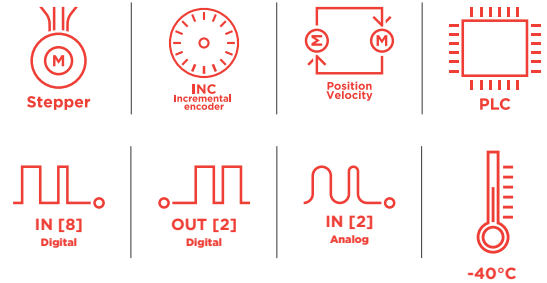 M
Stepper
INC
Incremental
encoder
Σ
M
Position
Velocity
PLC
IN [8]
Digital
OUT [2]
Digital
IN [2]
Analog
-40°C